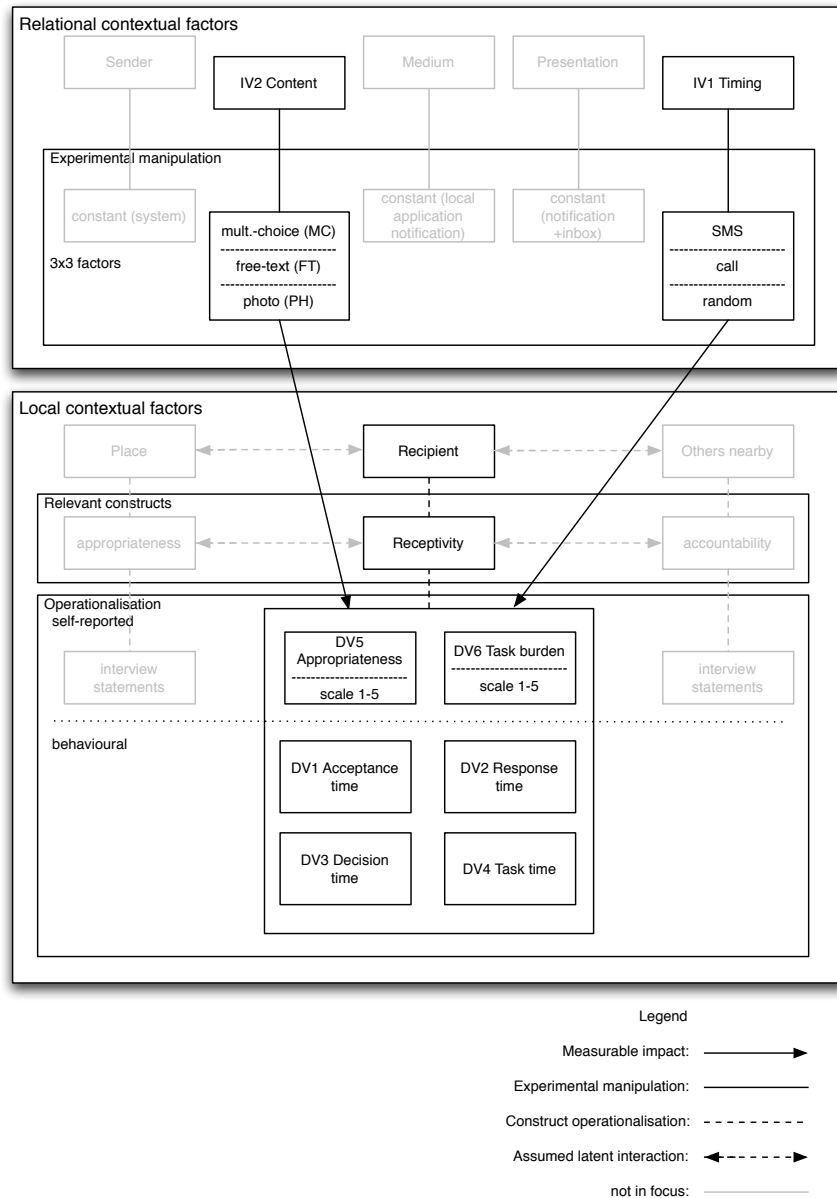 Relational contextual factors
Sender
IV2 Content
Medium
Presentation
IV1 Timing
Experimental manipulation
constant (system)
mult.-choice (MC)
free-text (FT)
photo (PH)
constant (local
application
notification)
constant
(notification
+inbox)
SMS
call
random
3x3 factors
Local contextual factors
Place
Recipient
Others nearby
Relevant constructs
appropriateness
Receptivity
accountability
Operationalisation
self-reported
interview
statements
DV5
Appropriateness
scale 1-5
DV6 Task burden
scale 1-5
interview
statements
behavioural
DV1 Acceptance
time
DV2 Response
time
DV3 Decision
time
DV4 Task time
Legend
Measurable impact:
Experimental manipulation:
Construct operationalisation:
Assumed latent interaction:
not in focus: